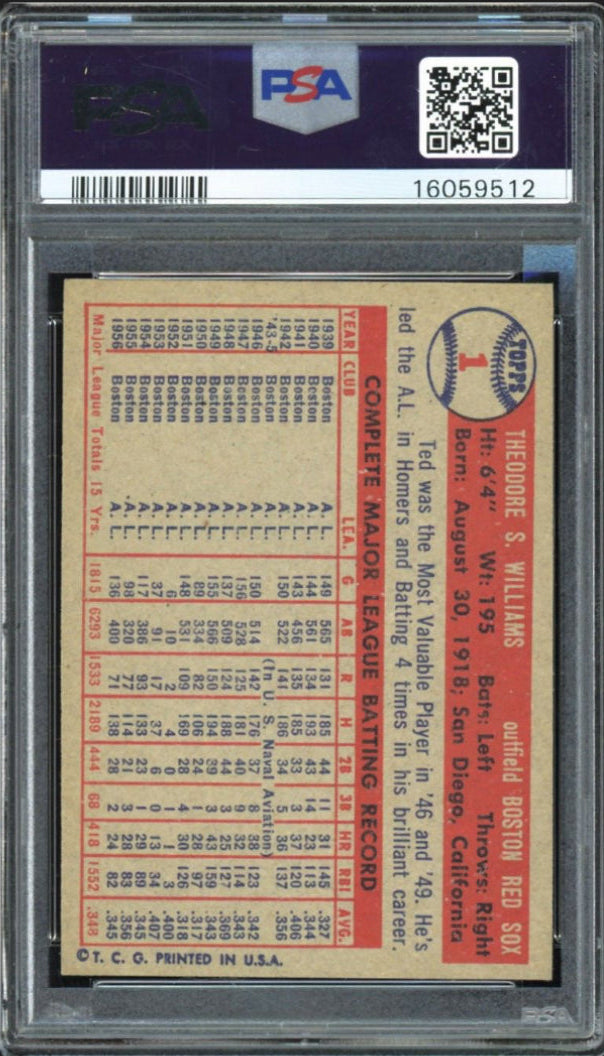 PSA
PSA
16059512
TOPPS
1
THEODORE S. WILLIAMS outfield BOSTON RED SOX
Ht: 6'4" Wt: 195 Bats: Left Throws: Right
Born: August 30, 1918; San Diego, California
Ted was the Most Valuable Player in '46 and '49. He's
led the A.L. in Homers and Batting 4 times in his brilliant career.
COMPLETE MAJOR LEAGUE BATTING RECORD
YEAR CLUB LEA. G AB R H 2B 3B HR RBI AVG.
1939 Boston A. L. 149 565 131 185 44 11 31 145 .327
1940 Boston A. L. 144 561 134 193 43 14 23 113 .344
1941 Boston A. L. 143 456 135 185 33 3 37 120 .406
1942 Boston A. L. 150 522 141 186 34 5 36 137 .356
'43-5 (In U. S. Naval Aviation)
1946 Boston A. L. 150 514 142 176 37 8 38 123 .342
1947 Boston A. L. 156 528 125 181 40 9 32 114 .343
1948 Boston A. L. 137 509 124 188 44 3 25 127 .369
1949 Boston A. L. 155 566 150 194 39 3 43 159 .343
1950 Boston A. L. 89 334 82 106 24 1 28 97 .317
1951 Boston A. L. 148 531 109 169 28 4 30 126
1952 Boston A. L. 6 10 2 4 0 1 1 3 .400
1953 Boston A. L. 37 91 17 37 6 0 13 34 .407
1954 Boston A. L. 117 386 93 133 23 1 29 89 .345
1955 Boston A. L. 98 320 77 114 21 3 28 83 .356
1956 Boston A. L. 136 400 71 138 28 2 24 82 .345
Major League Totals 15 Yrs. 1815 6293 1533 2189 444 68 418 1552 .348
© T. C. G. PRINTED IN U.S.A.
PSA